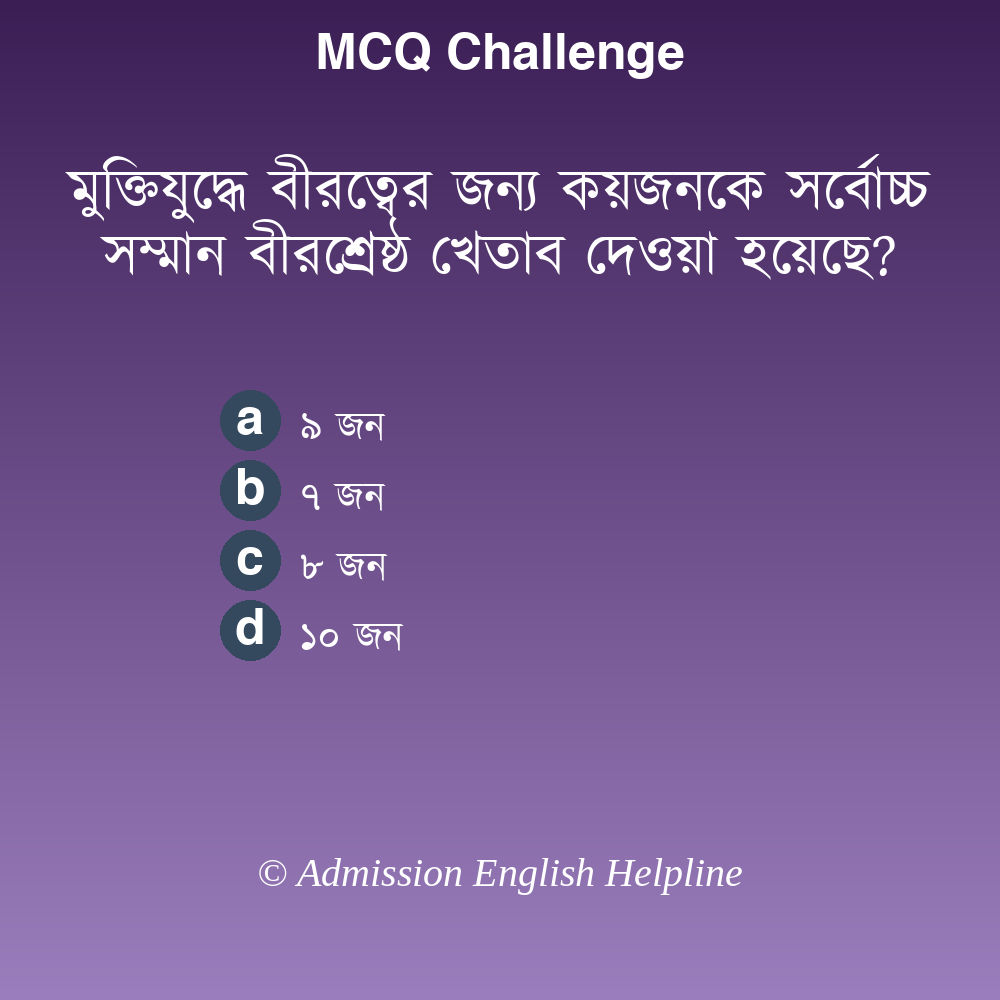 MCQ Challenge
মুক্তিযুদ্ধে বীরত্বের জন্য কয়জনকে সর্বোচ্চ
সম্মান বীরশ্রেষ্ঠ খেতাব দেওয়া হয়েছে?
a ৯ জন
b ৭ জন
c ৮ জন
d ১০ জন
© Admission English Helpline